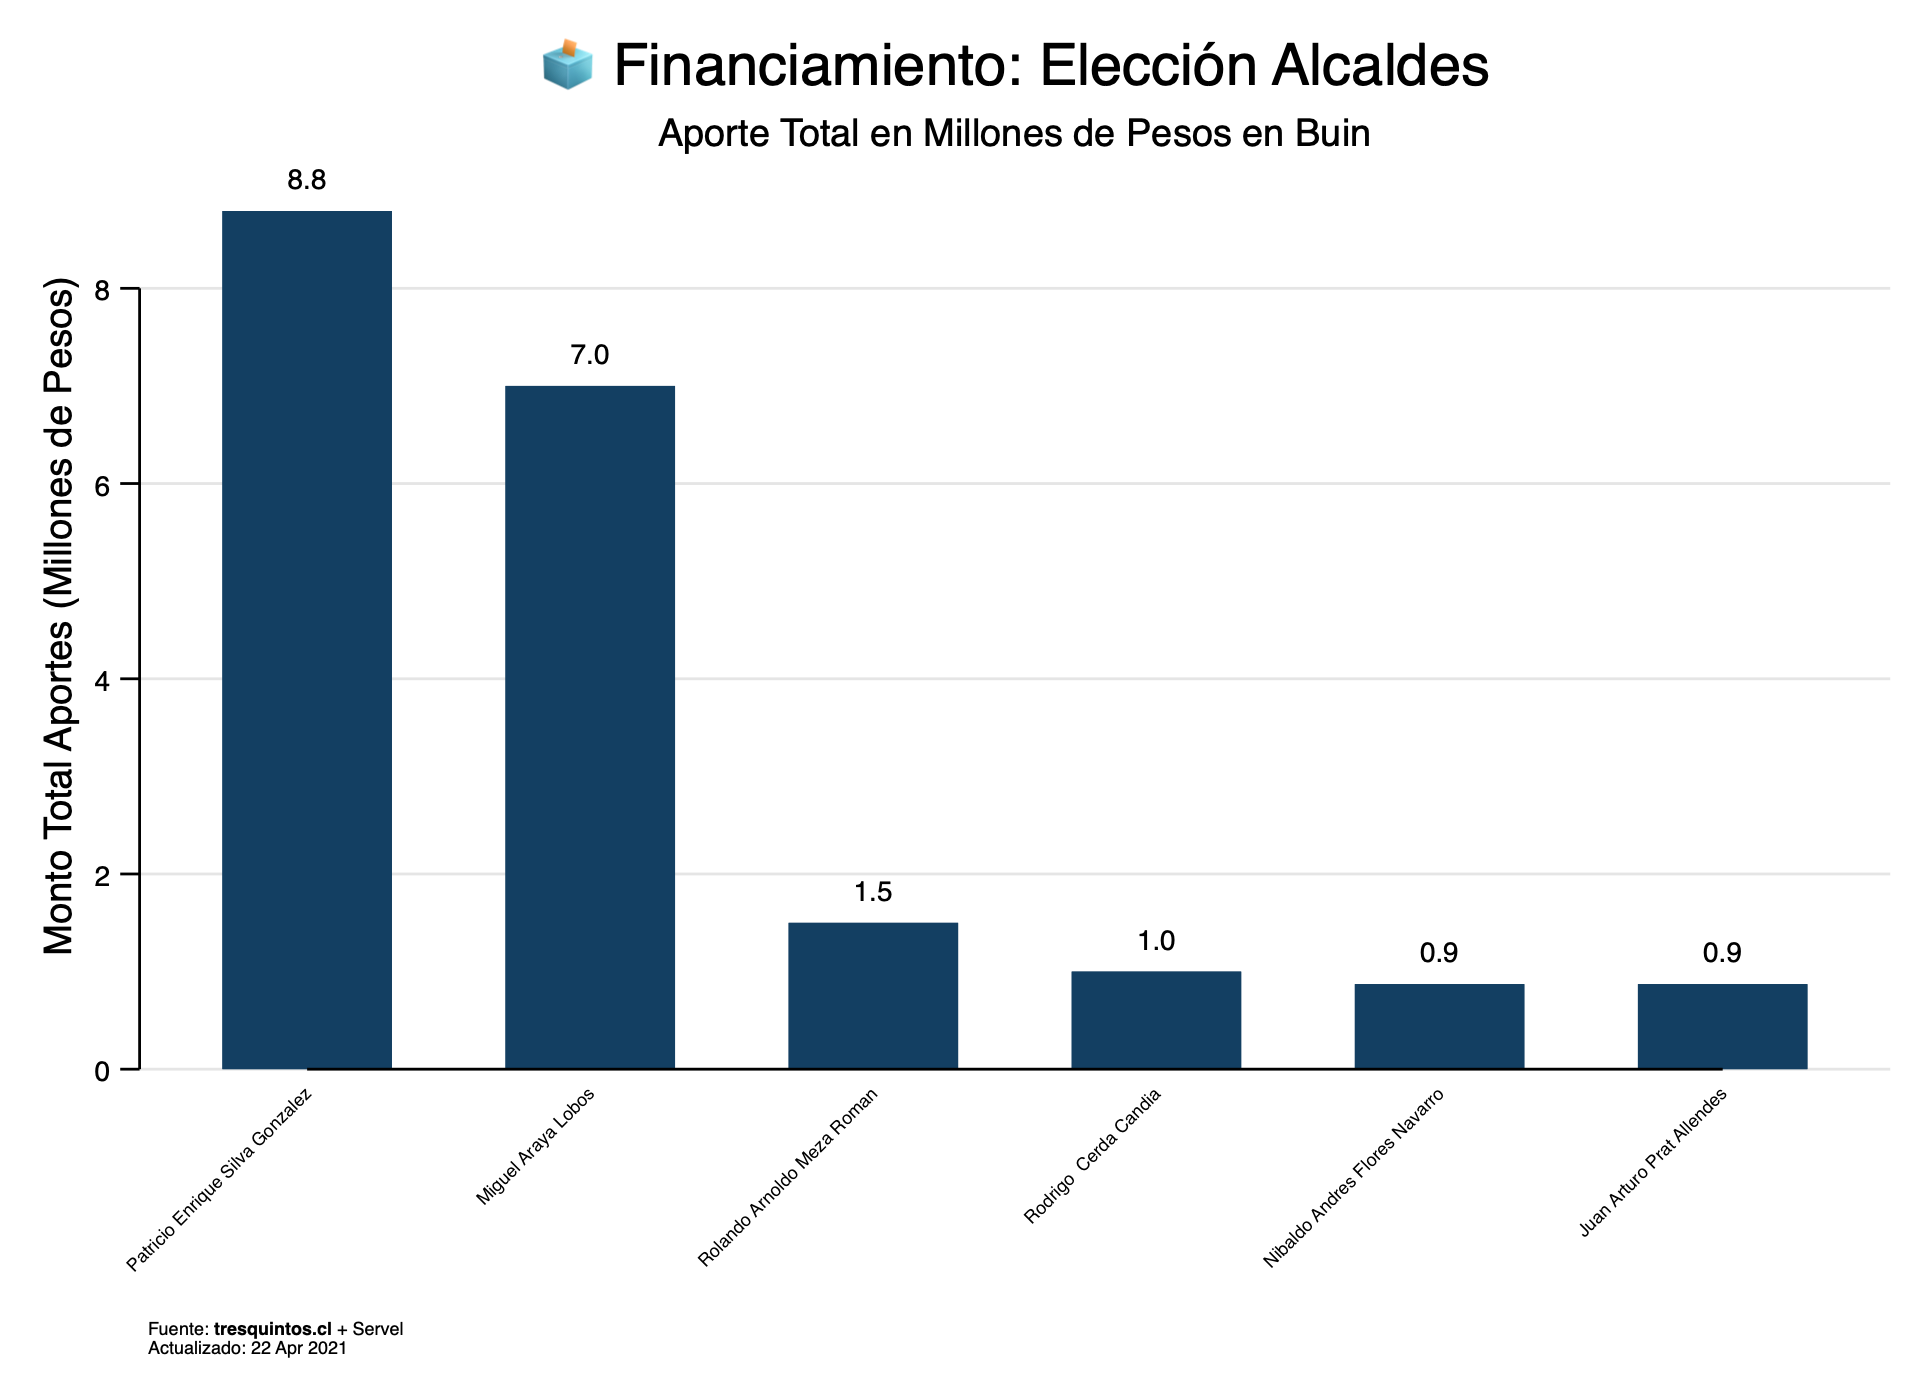 Financiamiento: Elección Alcaldes
Aporte Total en Millones de Pesos en Buin
Monto Total Aportes (Millones de Pesos)
8
6
4
2
0
8.8
7.0
1.5
1.0
0.9
0.9
Patricio Enrique Silva Gonzalez
Miguel Araya Lobos
Rolando Arnoldo Meza Roman
Rodrigo  Cerda Candia
Nibaldo Andres Flores Navarro
Juan Arturo Prat Allendes
Fuente: tresquintos.cl + Servel
Actualizado: 22 Apr 2021